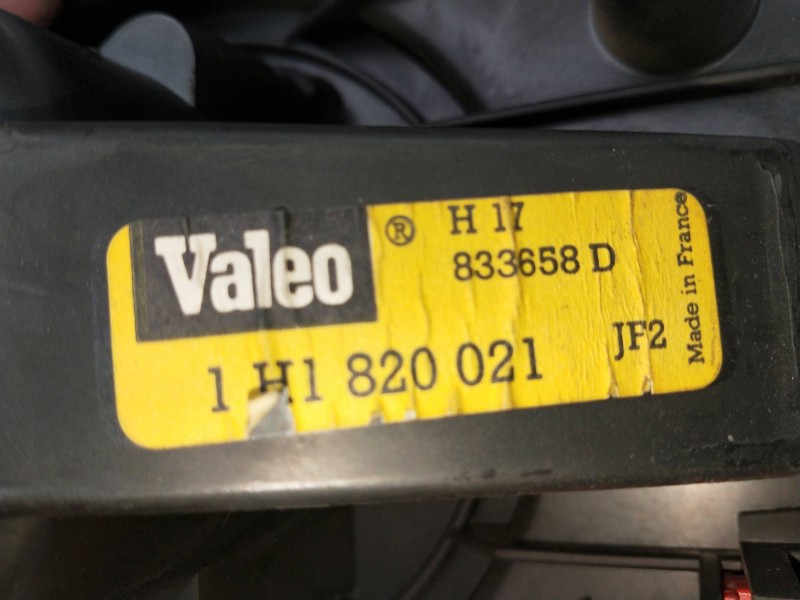 Valeo ® H 17
833658 D
1 H1 820 021 JF2
Made in France